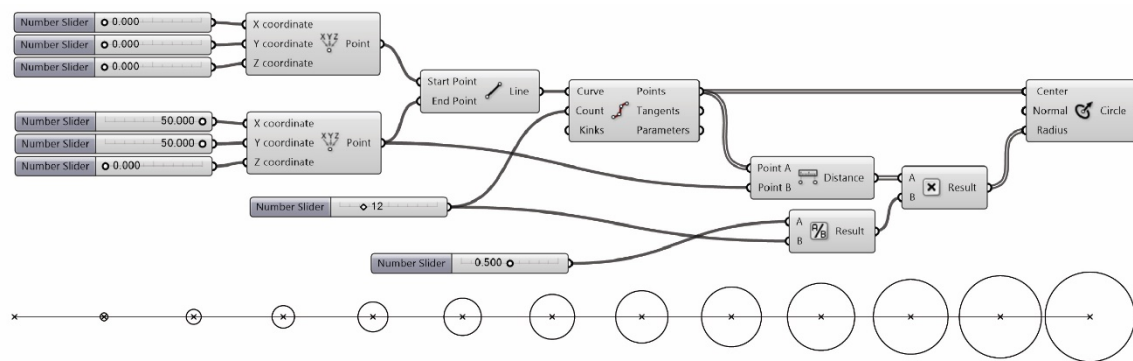 Number Slider 0.000
Number Slider 0.000
Number Slider 0.000
X coordinate
Y coordinate
Z coordinate
XYZ
Point
Start Point
End Point
Line
Curve
Count
Kinks
Points
Tangents
Parameters
Center
Normal
Radius
Circle
Number Slider 50.000
Number Slider 50.000
Number Slider 0.000
X coordinate
Y coordinate
Z coordinate
XYZ
Point
Point A
Point B
Distance
A
B
Result
Number Slider 12
A
B
A/B
Result
Number Slider 0.500